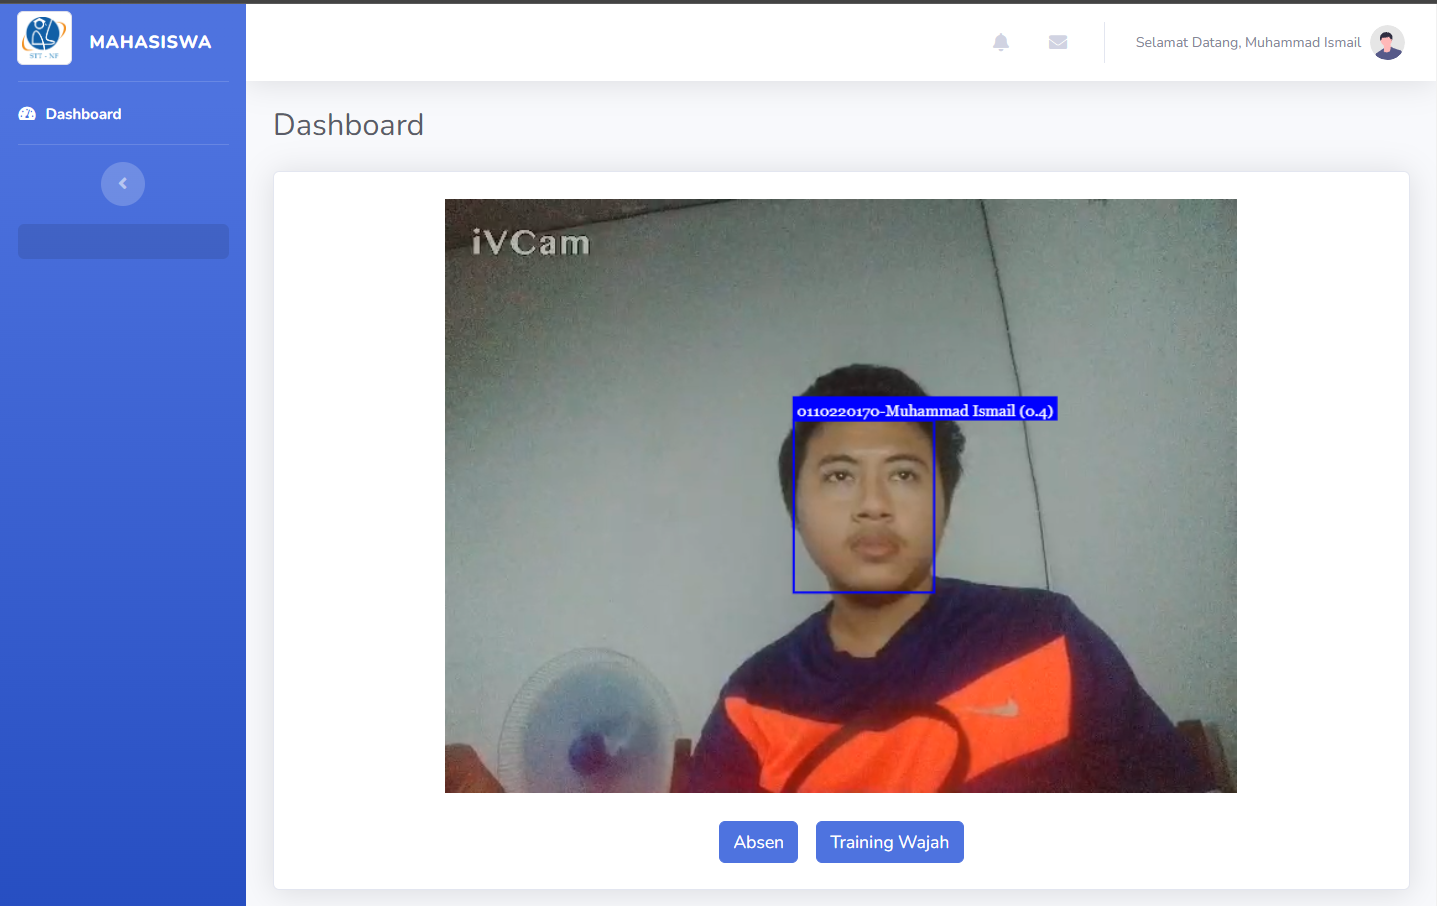 STT - NF
MAHASISWA
Selamat Datang, Muhammad Ismail
Dashboard
Dashboard
iVCam
0110220170-Muhammad Ismail (0.4)
Absen
Training Wajah